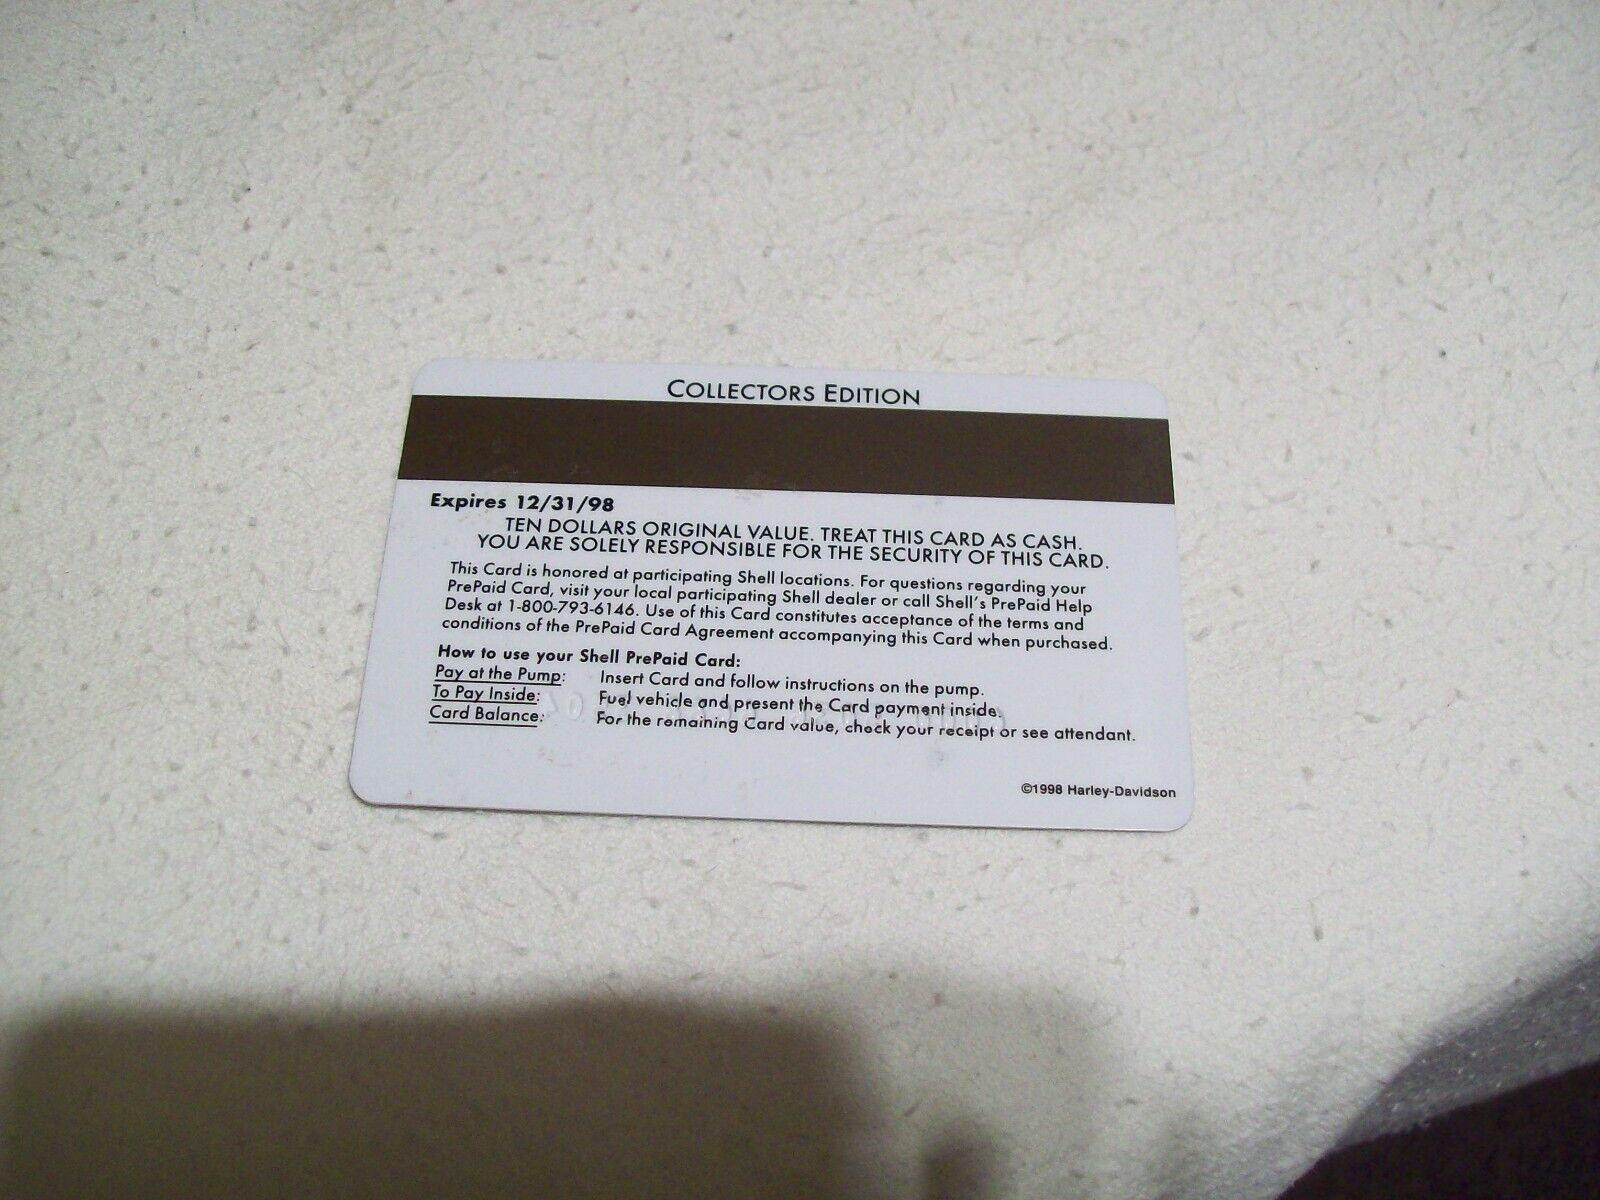 COLLECTORS EDITION
Expires 12/31/98
TEN DOLLARS ORIGINAL VALUE. TREAT THIS CARD AS CASH.
YOU ARE SOLELY RESPONSIBLE FOR THE SECURITY OF THIS CARD.
This Card is honored at participating Shell locations. For questions regarding your
PrePaid Card, visit your local participating Shell dealer or call Shell's PrePaid Help
Desk at 1-800-793-6146. Use of this Card constitutes acceptance of the terms and
conditions of the PrePaid Card Agreement accompanying this Card when purchased.
How to use your Shell PrePaid Card:
Pay at the Pump: Insert Card and follow instructions on the pump.
To Pay Inside: Fuel vehicle and present the Card payment inside.
Card Balance: For the remaining Card value, check your receipt or see attendant.
©1998 Harley-Davidson